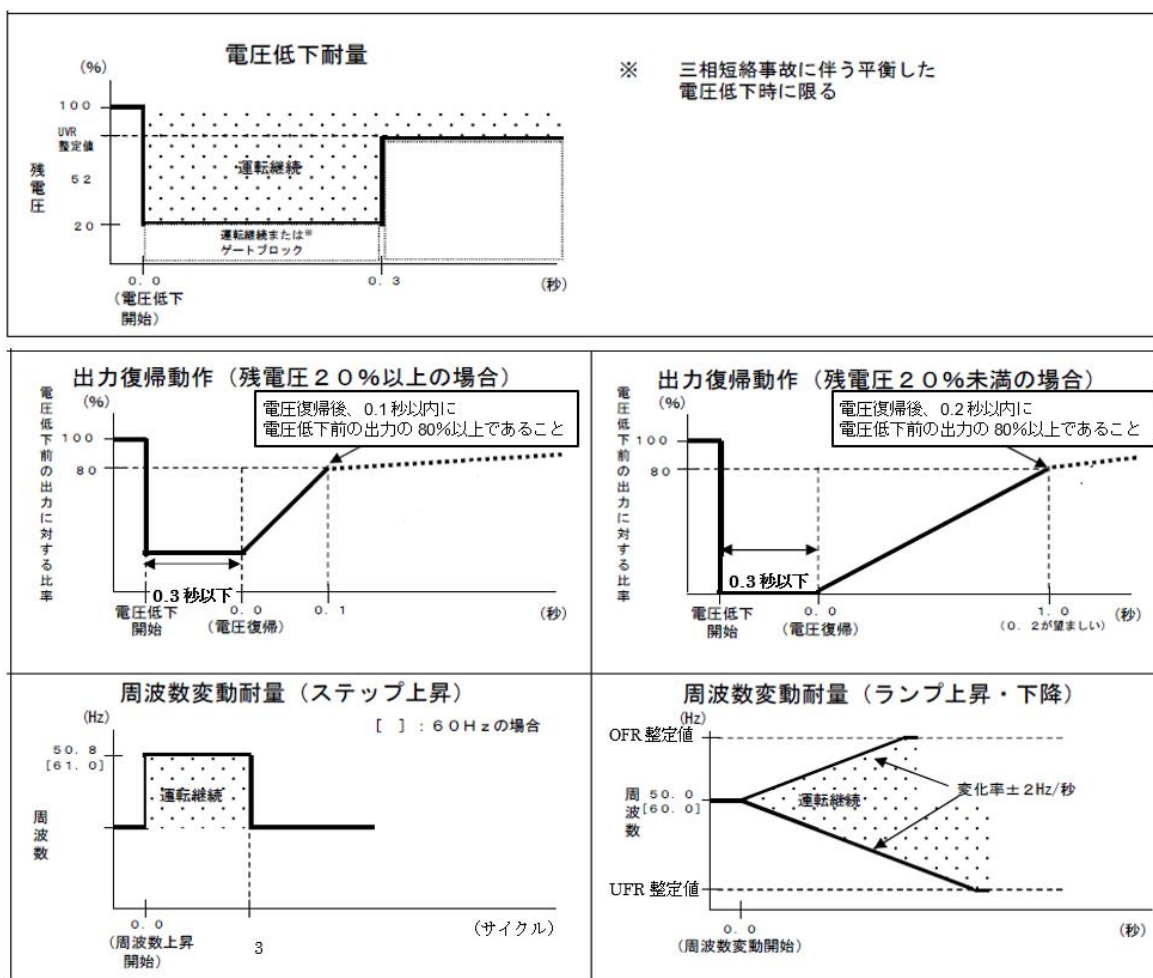 電圧低下耐量
(%)
100
UVR
整定値
52
20
残電圧
運転継続
運転継続または※
ゲートブロック
0.0
(電圧低下
開始)
0.3
(秒)
※ 三相短絡事故に伴う平衡した
電圧低下時に限る
出力復帰動作(残電圧20%以上の場合)
電圧低下前の出力に対する比率
(%)
100
80
電圧復帰後、0.1秒以内に
電圧低下前の出力の80%以上であること
0.3秒以下
電圧低下
開始
0.0
(電圧復帰)
0.1
(秒)
出力復帰動作(残電圧20%未満の場合)
電圧低下前の出力に対する比率
(%)
100
80
電圧復帰後、0.2秒以内に
電圧低下前の出力の80%以上であること
0.3秒以下
電圧低下
開始
0.0
(電圧復帰)
1.0
(0.2が望ましい)
(秒)
周波数変動耐量(ステップ上昇)
(Hz)
[ ]:60Hzの場合
50.8
[61.0]
周波数
運転継続
0.0
(周波数上昇
開始)
3
(サイクル)
周波数変動耐量(ランプ上昇・下降)
(Hz)
OFR整定値
周波数
50.0
[60.0]
運転継続
変化率±2Hz/秒
UFR整定値
0.0
(周波数変動開始)
(秒)